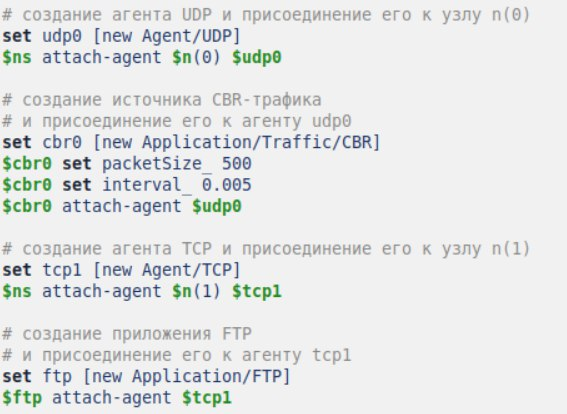 # создание агента UDP и присоединение его к узлу n(0)
set udp0 [new Agent/UDP]
$ns attach-agent $n(0) $udp0
# создание источника CBR-трафика
# и присоединение его к агенту udp0
set cbr0 [new Application/Traffic/CBR]
$cbr0 set packetSize_ 500
$cbr0 set interval_ 0.005
$cbr0 attach-agent $udp0
# создание агента TCP и присоединение его к узлу n(1)
set tcp1 [new Agent/TCP]
$ns attach-agent $n(1) $tcp1
# создание приложения FTP
# и присоединение его к агенту tcp1
set ftp [new Application/FTP]
$ftp attach-agent $tcp1